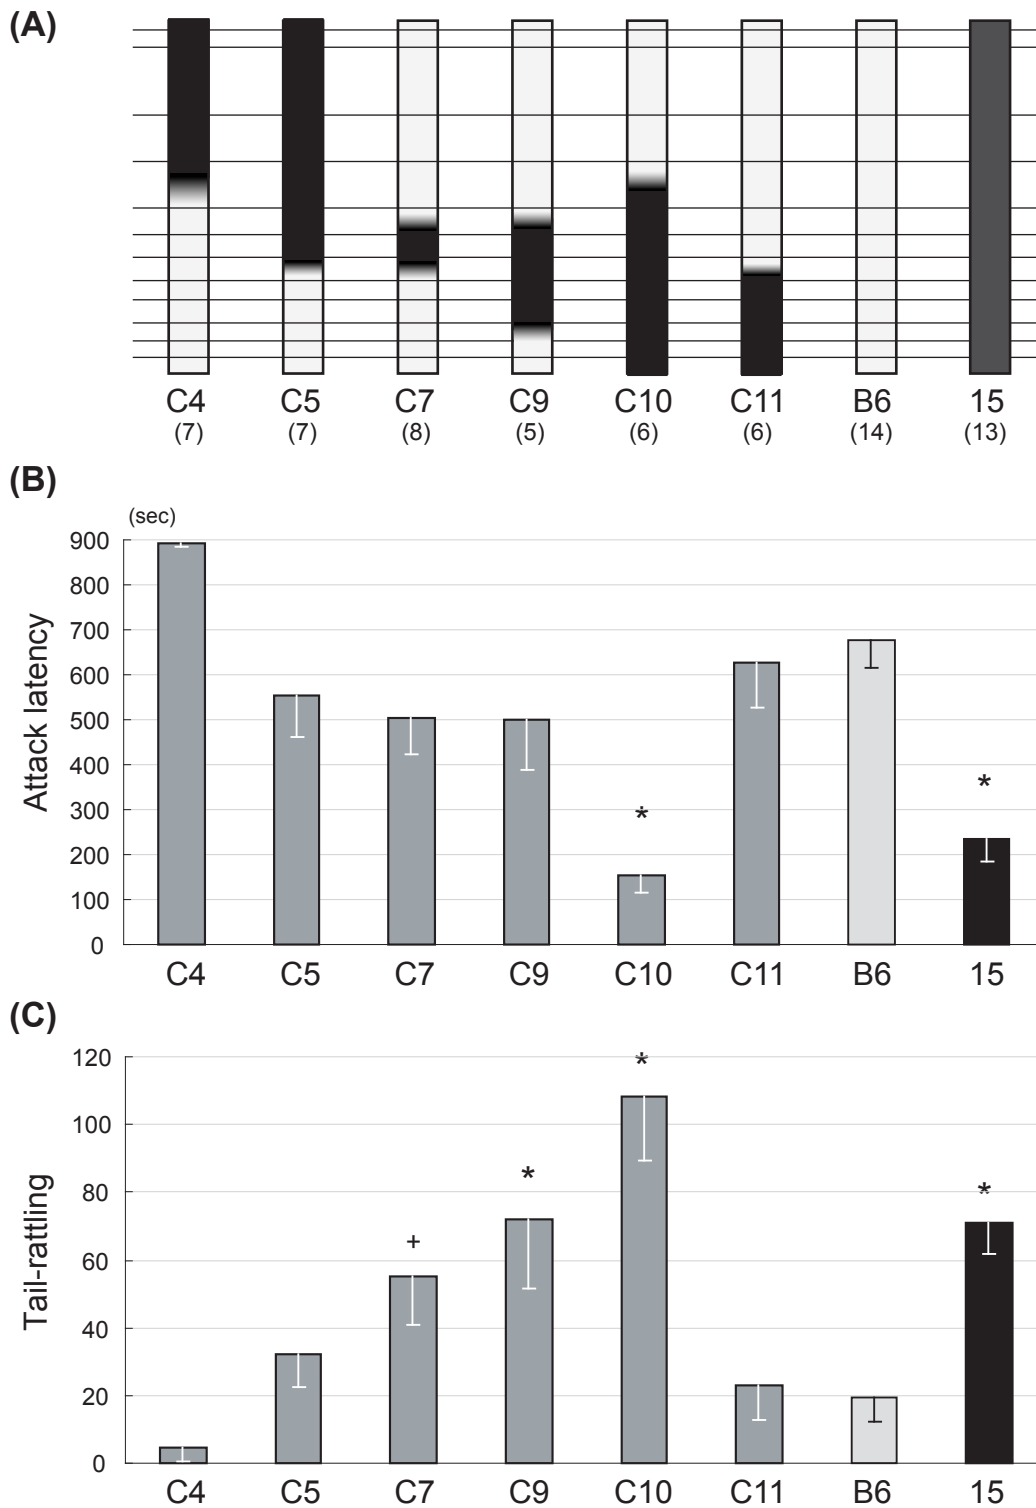 (A)
C4 C5 C7 C9 C10 C11 B6 15
(7) (7) (8) (5) (6) (6) (14) (13)
(B)
(sec)
Attack latency
900
800
700
600
500
400
300
200
100
0
*
*
C4 C5 C7 C9 C10 C11 B6 15
(C)
Tail-rattling
120
100
80
60
40
20
0
+
*
*
*
C4 C5 C7 C9 C10 C11 B6 15